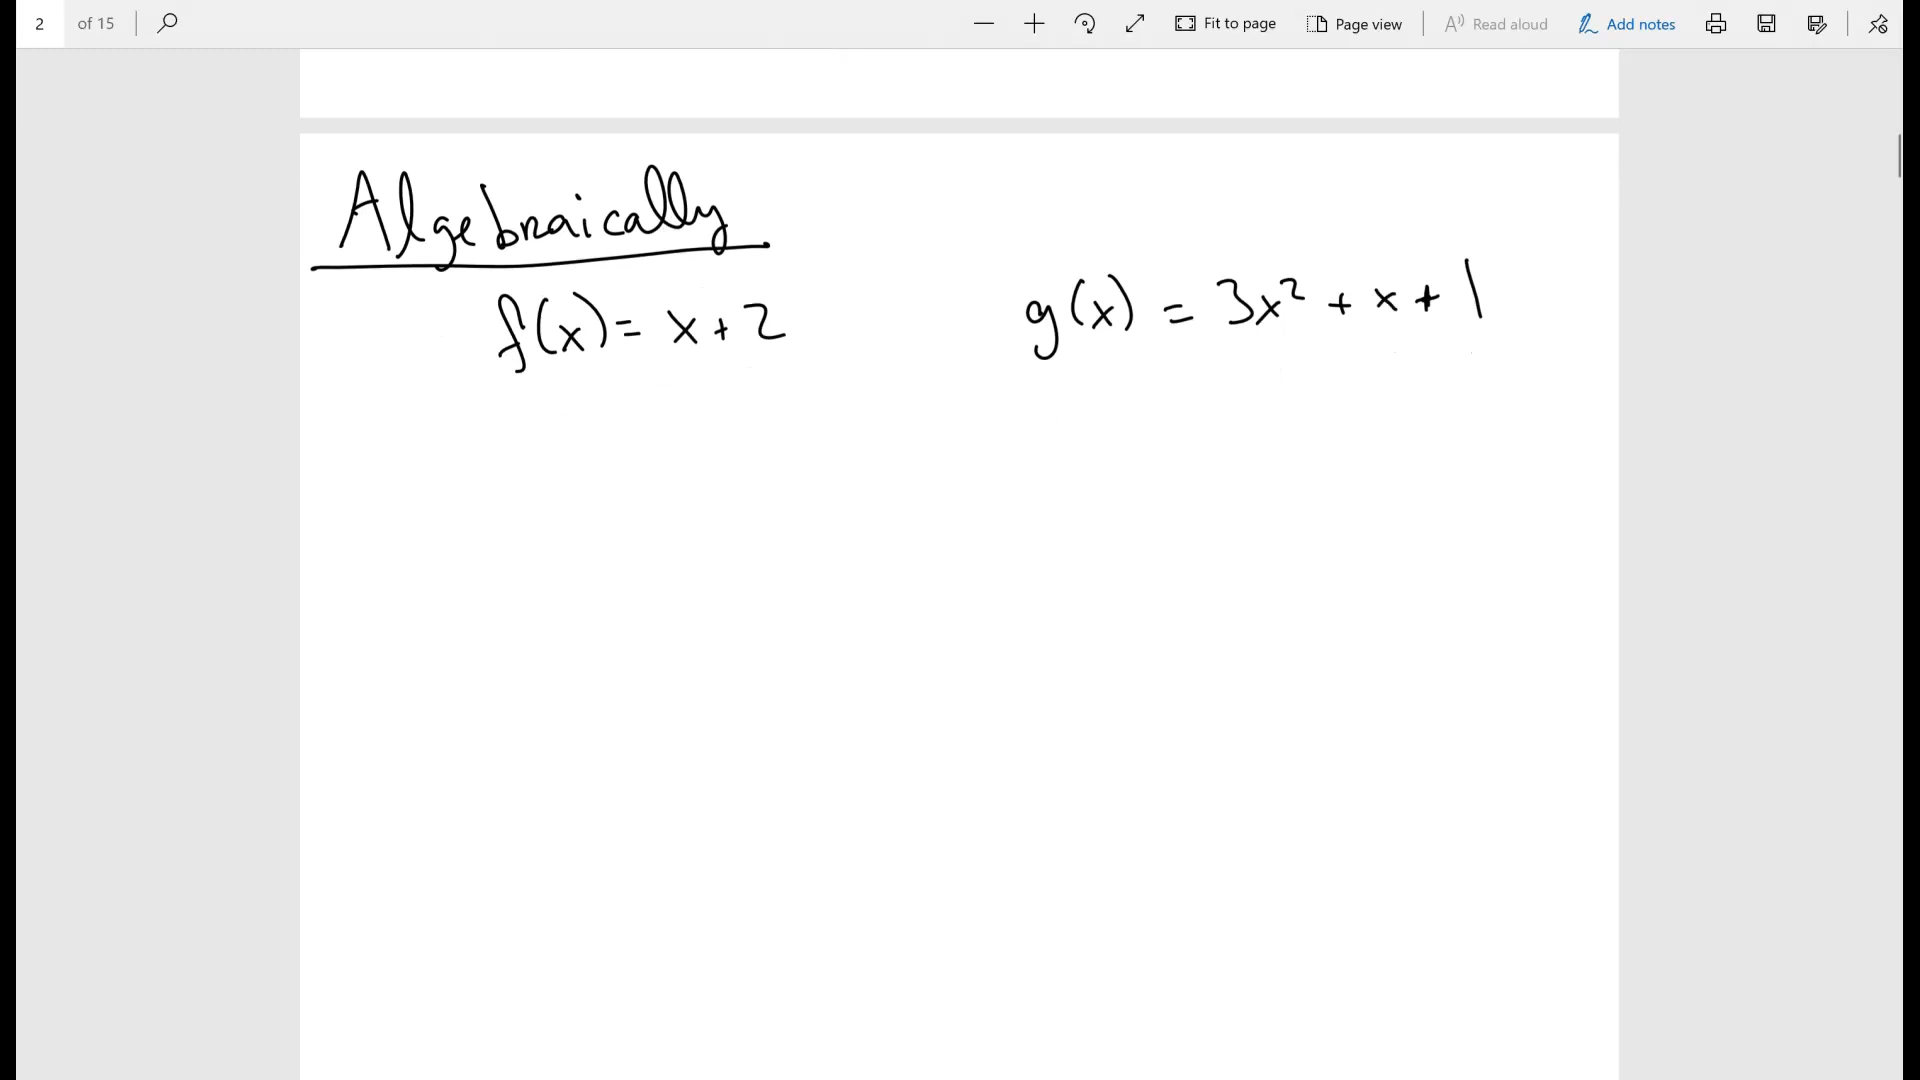 2 of 15 Fit to page Page view Read aloud Add notes
Algebraically
f(x) = x + 2 g(x) = 3x² + x + 1